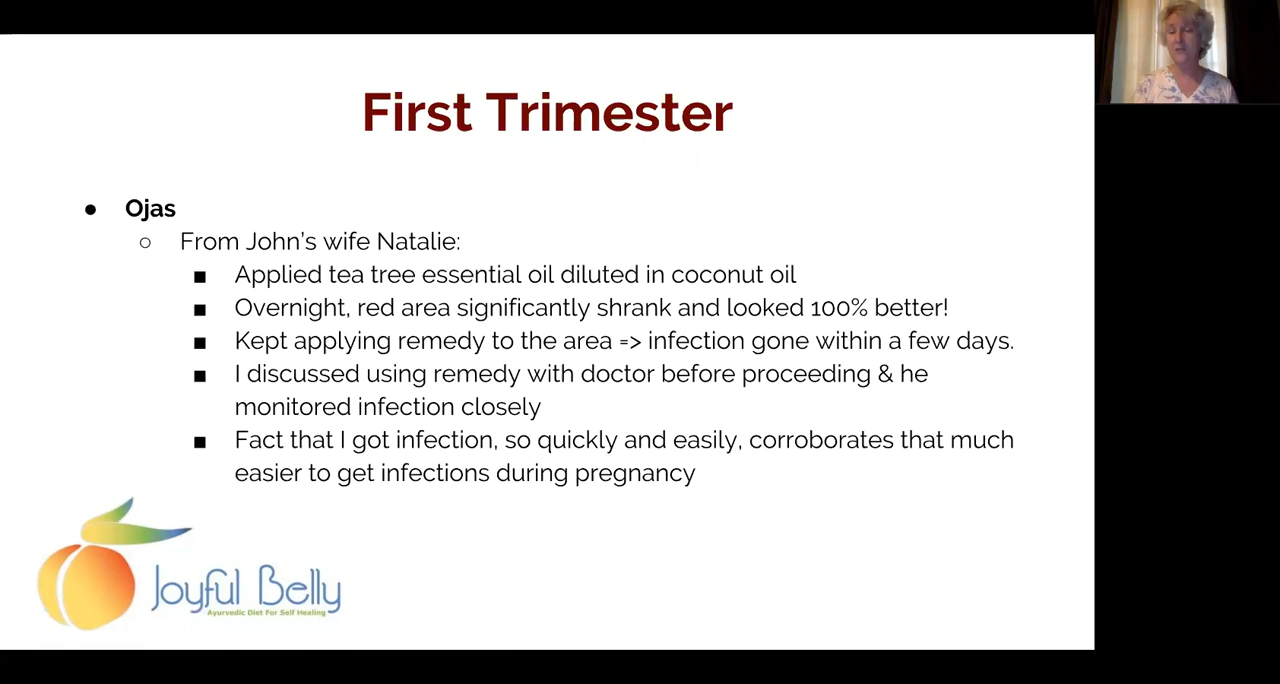 First Trimester
● Ojas
○ From John's wife Natalie:
■ Applied tea tree essential oil diluted in coconut oil
■ Overnight, red area significantly shrank and looked 100% better!
■ Kept applying remedy to the area => infection gone within a few days.
■ I discussed using remedy with doctor before proceeding & he
monitored infection closely
■ Fact that I got infection, so quickly and easily, corroborates that much
easier to get infections during pregnancy
Joyful Belly
Ayurvedic Diet For Self Healing